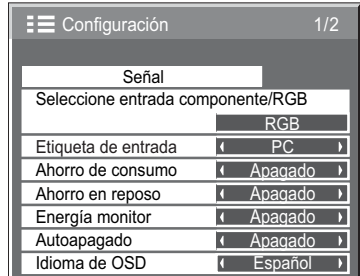 Configuración 1/2
Señal
Seleccione entrada componente/RGB
RGB
Etiqueta de entrada PC
Ahorro de consumo Apagado
Ahorro en reposo Apagado
Energía monitor Apagado
Autoapagado Apagado
Idioma de OSD Español